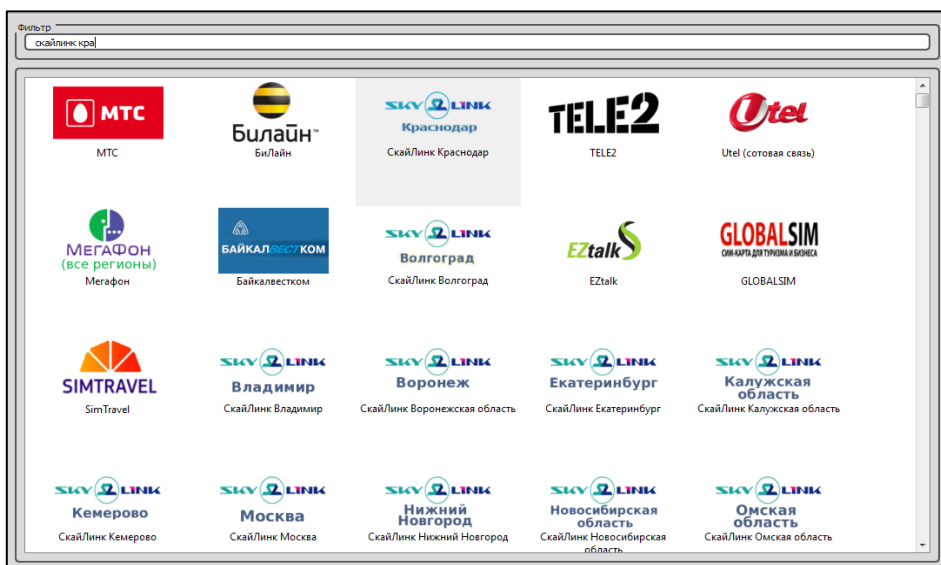 Фильтр
скайлинк кра
МТС
МТС
Билайн™
БиЛайн
SKY LINK
Краснодар
СкайЛинк Краснодар
TELE2
TELE2
Utel
Utel (сотовая связь)
МЕГАФОН
(все регионы)
Мегафон
БАЙКАЛВЕСТКОМ
Байкалвестком
SKY LINK
Волгоград
СкайЛинк Волгоград
EZtalk
EZtalk
GLOBALSIM
СИМ-КАРТА ДЛЯ ТУРИЗМА И БИЗНЕСА
GLOBALSIM
SIMTRAVEL
SimTravel
SKY LINK
Владимир
СкайЛинк Владимир
SKY LINK
Воронеж
СкайЛинк Воронежская область
SKY LINK
Екатеринбург
СкайЛинк Екатеринбург
SKY LINK
Калужская
область
СкайЛинк Калужская область
SKY LINK
Кемерово
СкайЛинк Кемерово
SKY LINK
Москва
СкайЛинк Москва
SKY LINK
Нижний
Новгород
СкайЛинк Нижний Новгород
SKY LINK
Новосибирская
область
СкайЛинк Новосибирская
область
SKY LINK
Омская
область
СкайЛинк Омская область